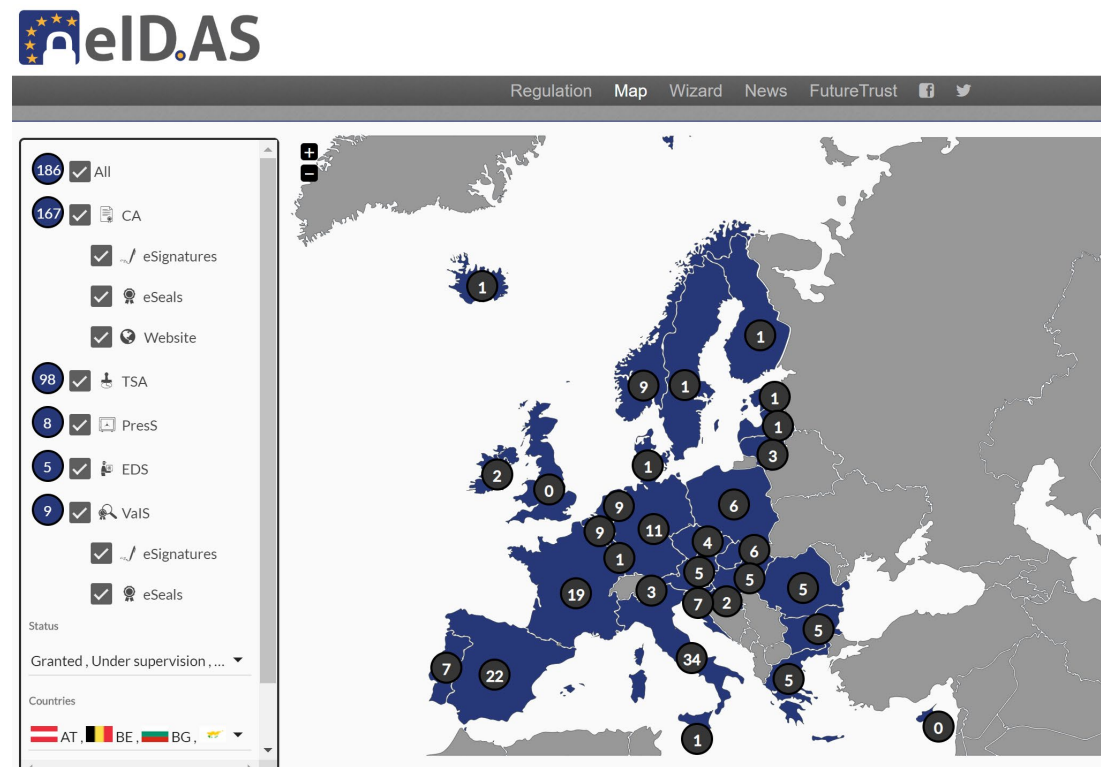 eID.AS
Regulation Map Wizard News FutureTrust f
186 All
167 CA
eSignatures
eSeals
Website
98 TSA
8 PresS
5 EDS
9 ValS
eSignatures
eSeals
Status
Granted , Under supervision , ...
Countries
AT , BE , BG ,
+
−
1
1
9 1
1
1
3
1
2
0
9
6
9 11
4
1
6
5
5
19
3
5
7 2
5
34
7
22
5
0
1